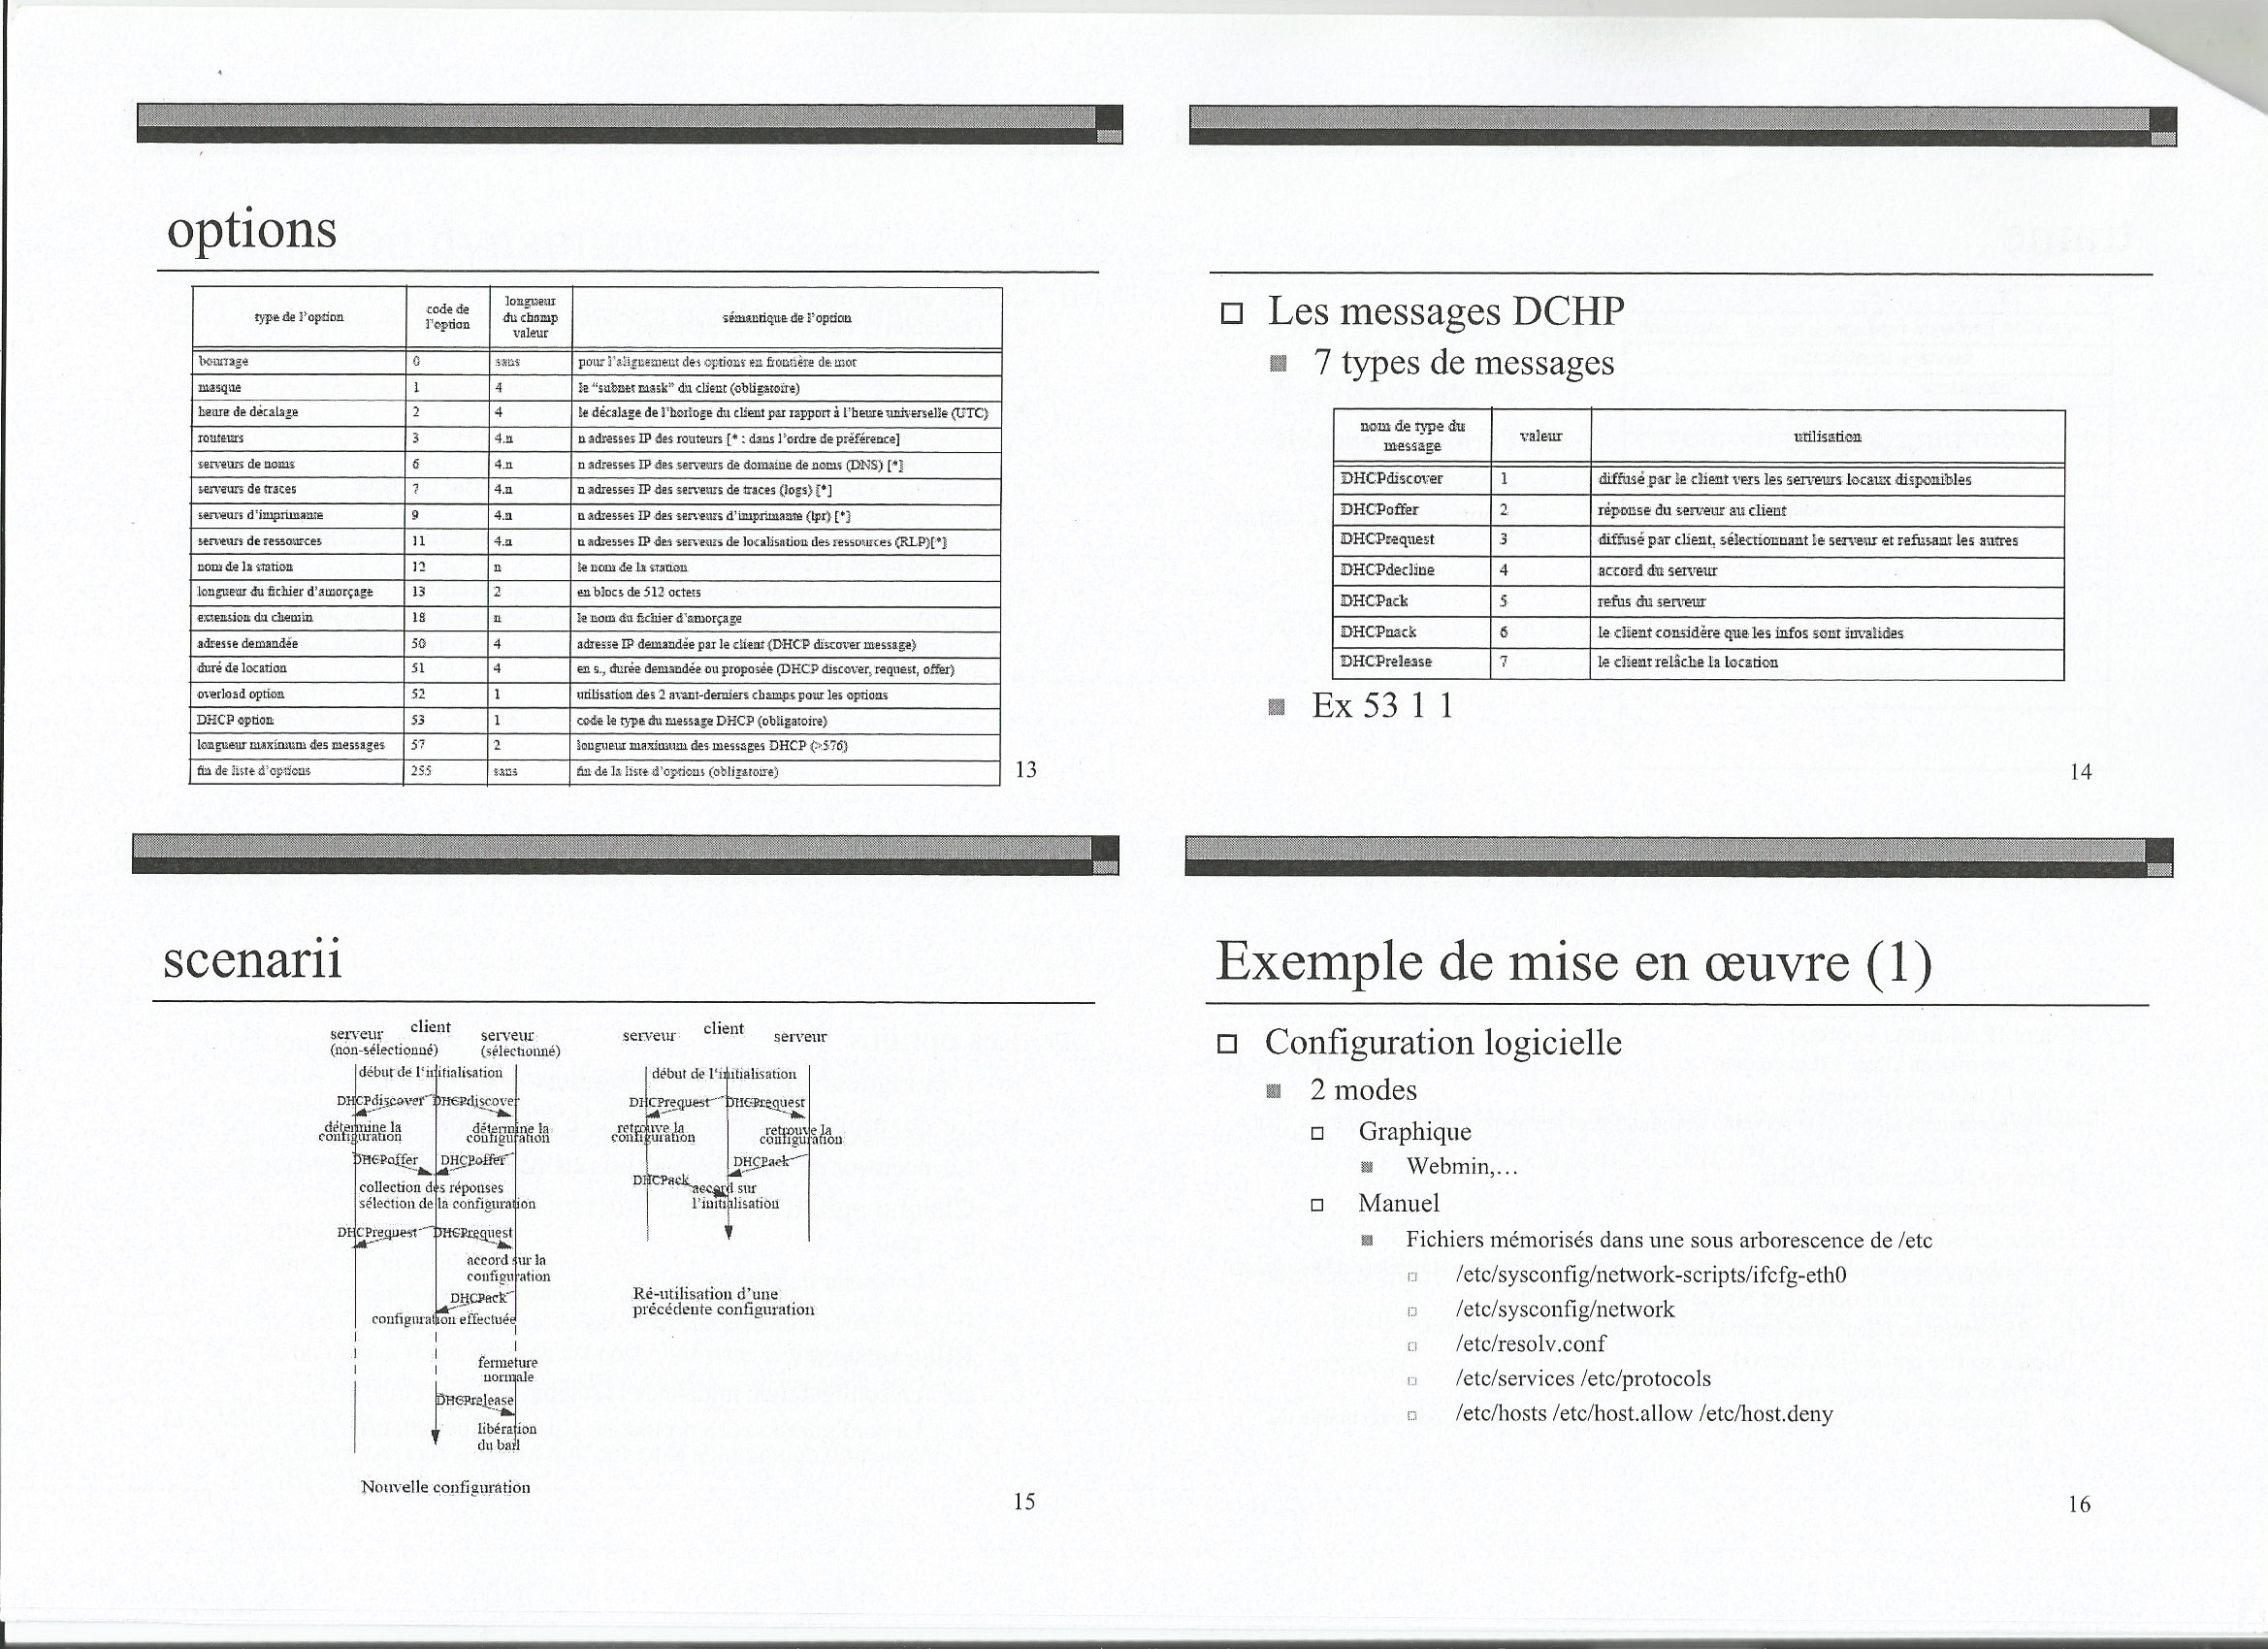 options
type de l'option code de l'option longueur du champ valeur sémantique de l'option
bourrage 0 sans pour l'alignement des options en frontière de mot
masque 1 4 le "subnet mask" du client (obligatoire)
heure de décalage 2 4 le décalage de l'horloge du client par rapport à l'heure universelle (UTC)
routeurs 3 4.n n adresses IP des routeurs [* : dans l'ordre de préférence]
serveurs de noms 6 4.n n adresses IP des serveurs de domaine de noms (DNS) [*]
serveurs de traces 7 4.n n adresses IP des serveurs de traces (logs) [*]
serveurs d'imprimante 9 4.n n adresses IP des serveurs d'imprimante (lpr) [*]
serveurs de ressources 11 4.n n adresses IP des serveurs de localisation des ressources (RLP)[*]
nom de la station 12 n le nom de la station
longueur du fichier d'amorçage 13 2 en blocs de 512 octets
extension du chemin 18 n le nom du fichier d'amorçage
adresse demandée 50 4 adresse IP demandée par le client (DHCP discover message)
duré de location 51 4 en s., durée demandée ou proposée (DHCP discover, request, offer)
overload option 52 1 utilisation des 2 avant-derniers champs pour les options
DHCP option 53 1 code le type du message DHCP (obligatoire)
longueur maximum des messages 57 2 longueur maximum des messages DHCP (>576)
fin de liste d'options 255 sans fin de la liste d'options (obligatoire)
13
Les messages DCHP
7 types de messages
nom de type du message valeur utilisation
DHCPdiscover 1 diffusé par le client vers les serveurs locaux disponibles
DHCPoffer 2 réponse du serveur au client
DHCPrequest 3 diffusé par client, sélectionnant le serveur et refusant les autres
DHCPdecline 4 accord du serveur
DHCPack 5 refus du serveur
DHCPnack 6 le client considère que les infos sont invalides
DHCPrelease 7 le client relâche la location
Ex 53 1 1
14
scenarii
serveur (non-sélectionné) client serveur (sélectionné)
début de l'initialisation
DHCPdiscover DHCPdiscover
détermine la configuration détermine la configuration
DHCPoffer DHCPoffer
collection des réponses
sélection de la configuration
DHCPrequest DHCPrequest
accord sur la
configuration
DHCPack
configuration effectuée
fermeture
normale
DHCPrelease
libération
du bail
Nouvelle configuration
serveur client serveur
début de l'initialisation
DHCPrequest DHCPrequest
retrouve la configuration retrouve la configuration
DHCPack
DHCPack
accord sur
l'initialisation
Ré-utilisation d'une
précédente configuration
15
Exemple de mise en œuvre (1)
Configuration logicielle
2 modes
Graphique
Webmin,...
Manuel
Fichiers mémorisés dans une sous arborescence de /etc
/etc/sysconfig/network-scripts/ifcfg-eth0
/etc/sysconfig/network
/etc/resolv.conf
/etc/services /etc/protocols
/etc/hosts /etc/host.allow /etc/host.deny
16